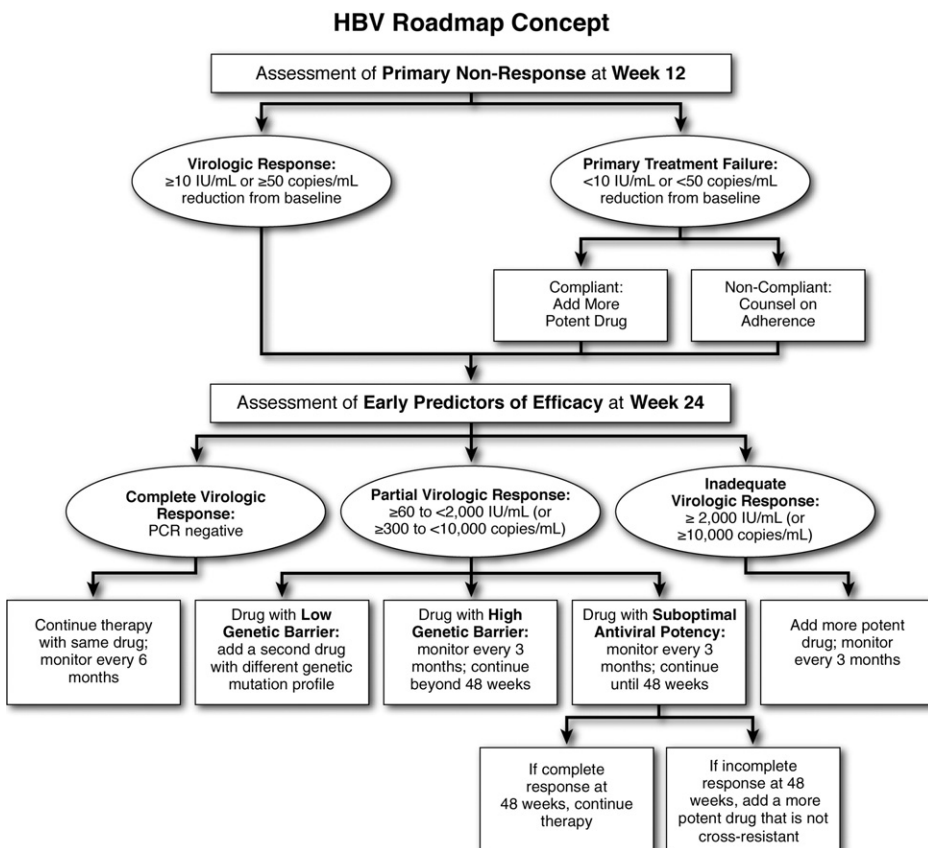 HBV Roadmap Concept
Assessment of Primary Non-Response at Week 12
Virologic Response:
≥10 IU/mL or ≥50 copies/mL
reduction from baseline
Primary Treatment Failure:
<10 IU/mL or <50 copies/mL
reduction from baseline
Compliant:
Add More
Potent Drug
Non-Compliant:
Counsel on
Adherence
Assessment of Early Predictors of Efficacy at Week 24
Complete Virologic
Response:
PCR negative
Partial Virologic Response:
≥60 to <2,000 IU/mL (or
≥300 to <10,000 copies/mL)
Inadequate
Virologic Response:
≥ 2,000 IU/mL (or
≥10,000 copies/mL)
Continue therapy
with same drug;
monitor every 6
months
Drug with Low
Genetic Barrier:
add a second drug
with different genetic
mutation profile
Drug with High
Genetic Barrier:
monitor every 3
months; continue
beyond 48 weeks
Drug with Suboptimal
Antiviral Potency:
monitor every 3
months; continue
until 48 weeks
Add more potent
drug; monitor
every 3 months
If complete
response at
48 weeks, continue
therapy
If incomplete
response at 48
weeks, add a more
potent drug that is not
cross-resistant